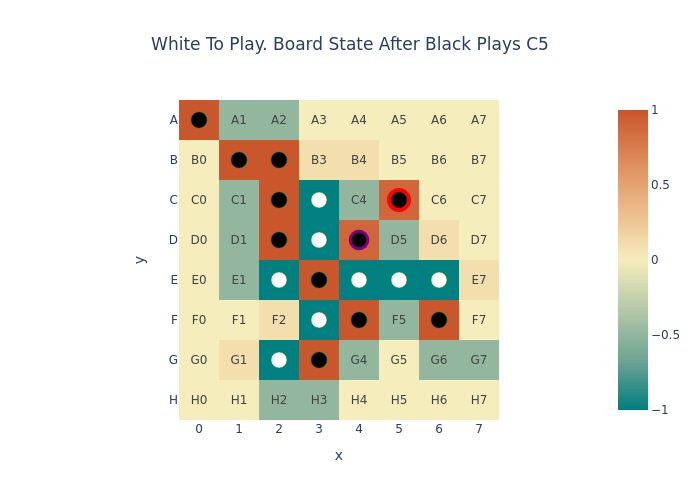 White To Play. Board State After Black Plays C5
A A1 A2 A3 A4 A5 A6 A7 1
B B0 B3 B4 B5 B6 B7
C C0 C1 C4 C6 C7 0.5
D D0 D1 D5 D6 D7
y 0
E E0 E1 E7
F F0 F1 F2 F5 F7 −0.5
G G0 G1 G4 G5 G6 G7
H H0 H1 H2 H3 H4 H5 H6 H7 −1
0 1 2 3 4 5 6 7
x